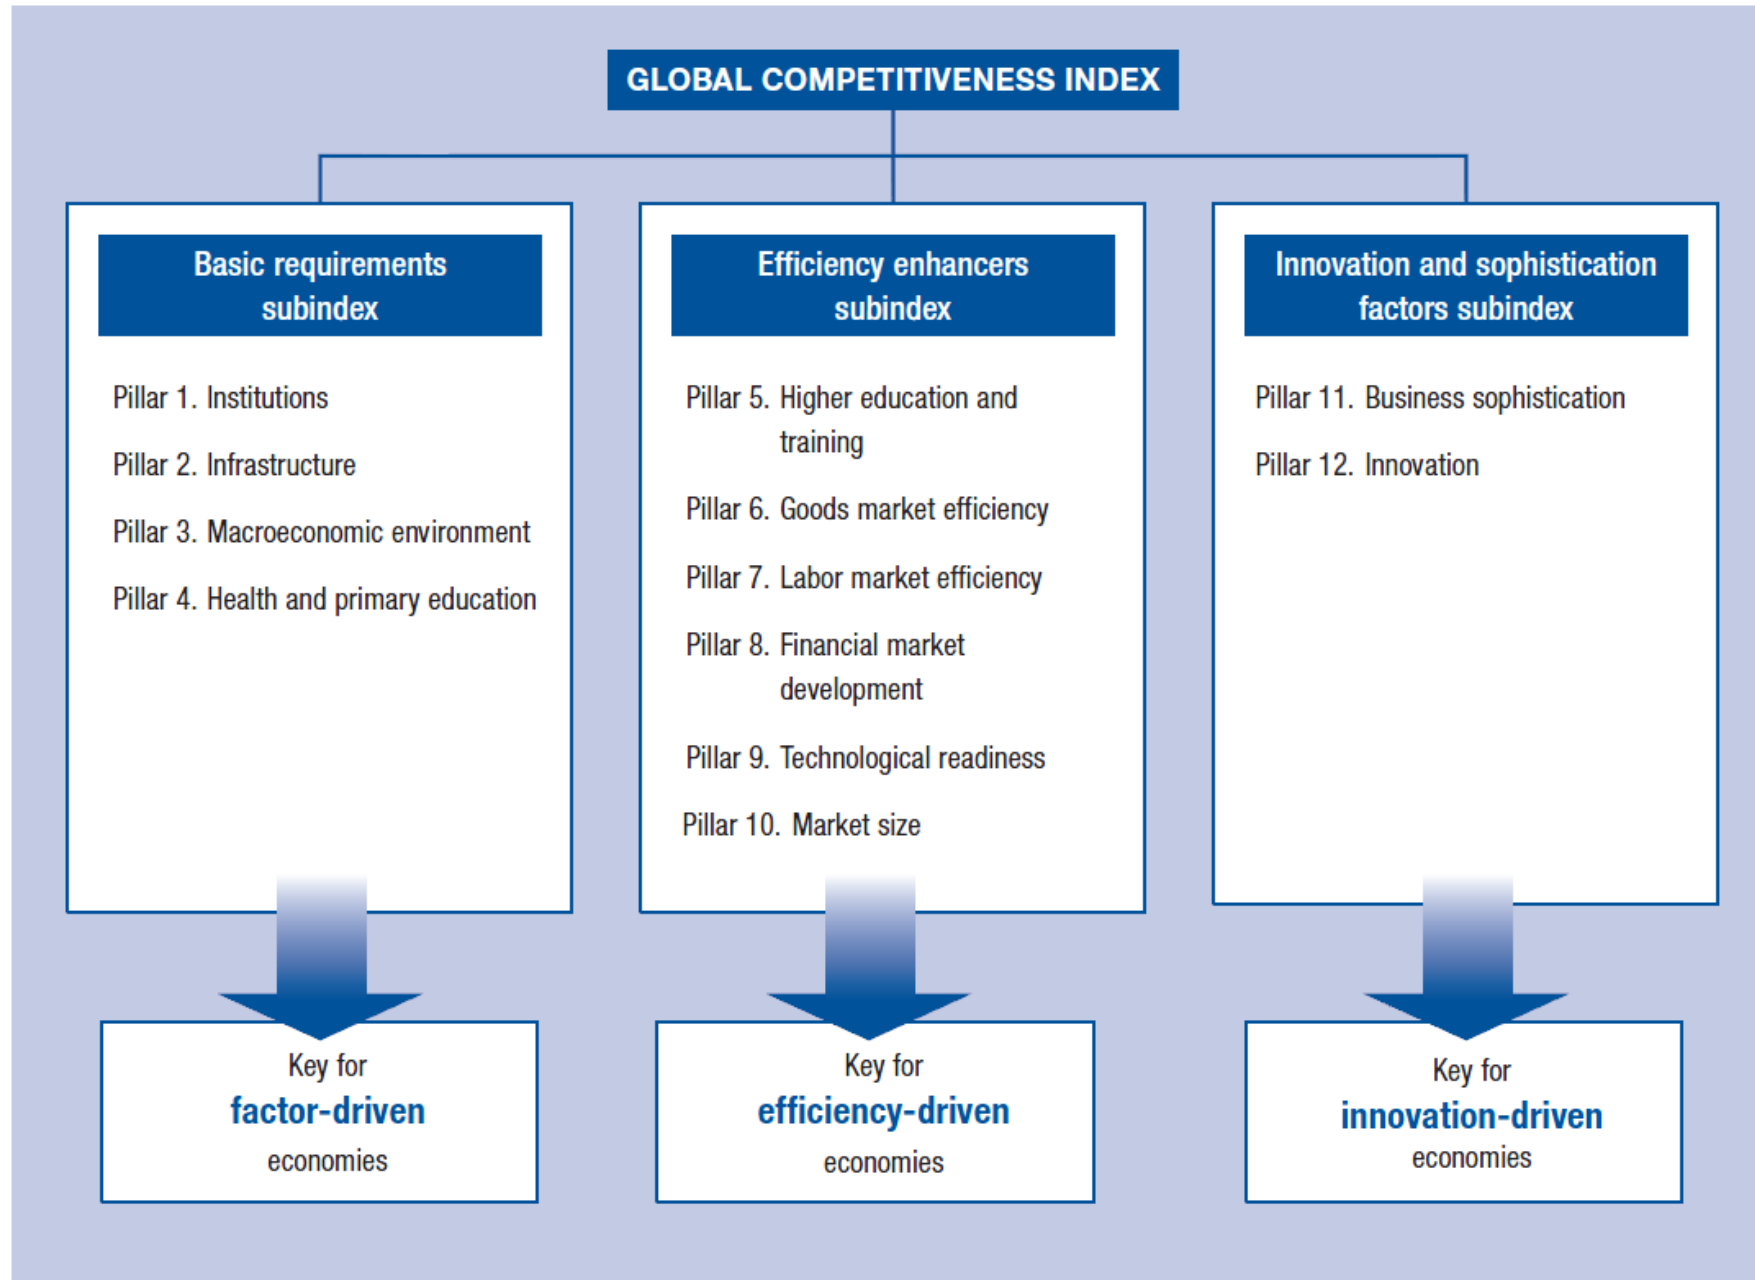 GLOBAL COMPETITIVENESS INDEX
Basic requirements
subindex
Pillar 1. Institutions
Pillar 2. Infrastructure
Pillar 3. Macroeconomic environment
Pillar 4. Health and primary education
Key for
factor-driven
economies
Efficiency enhancers
subindex
Pillar 5. Higher education and
training
Pillar 6. Goods market efficiency
Pillar 7. Labor market efficiency
Pillar 8. Financial market
development
Pillar 9. Technological readiness
Pillar 10. Market size
Key for
efficiency-driven
economies
Innovation and sophistication
factors subindex
Pillar 11. Business sophistication
Pillar 12. Innovation
Key for
innovation-driven
economies